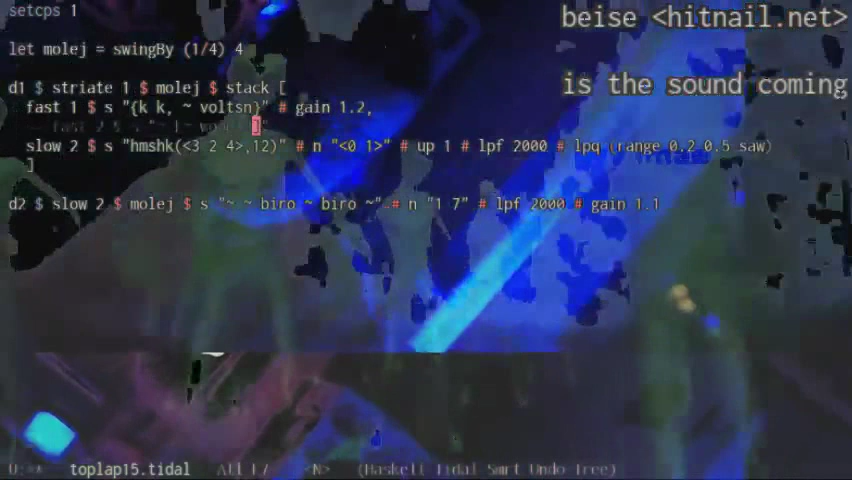 setcps 1
beise <hitnail.net>
let molej = swingBy (1/4) 4
is the sound coming
d1 $ striate 1 $ molej $ stack [
fast 1 $ s "{k k, ~ voltsn}" # gain 1.2,
slow 2 $ s "hmshk(<3 2 4>,12)" # n "<0 1>" # up 1 # lpf 2000 # lpq (range 0.2 0.5 saw)
]
d2 $ slow 2 $ molej $ s "~ ~ biro ~ biro ~" # n "1 7" # lpf 2000 # gain 1.1
toplap15.tidal All L7 <N> (Haskell Tidal Smrt Undo Tree)